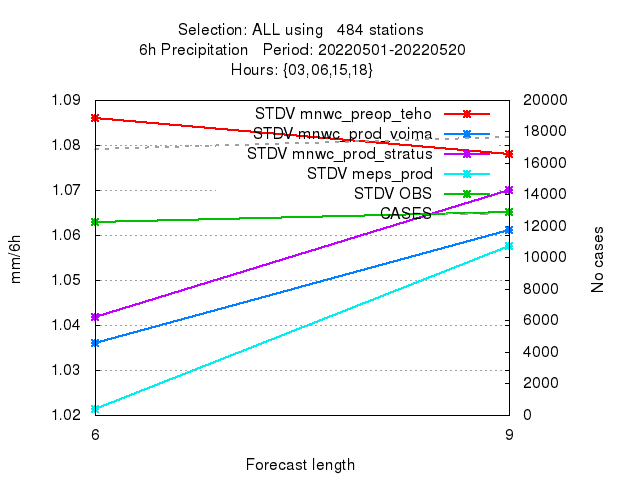 Selection: ALL using 484 stations
6h Precipitation Period: 20220501-20220520
Hours: {03,06,15,18}
1.09
1.08
1.07
1.06
1.05
1.04
1.03
1.02
mm/6h
STDV mnwc_preop_teho
STDV mnwc_prod_voima
STDV mnwc_prod_stratus
STDV meps_prod
STDV OBS
CASES
20000
18000
16000
14000
12000
10000
8000
6000
4000
2000
0
No cases
6 9
Forecast length